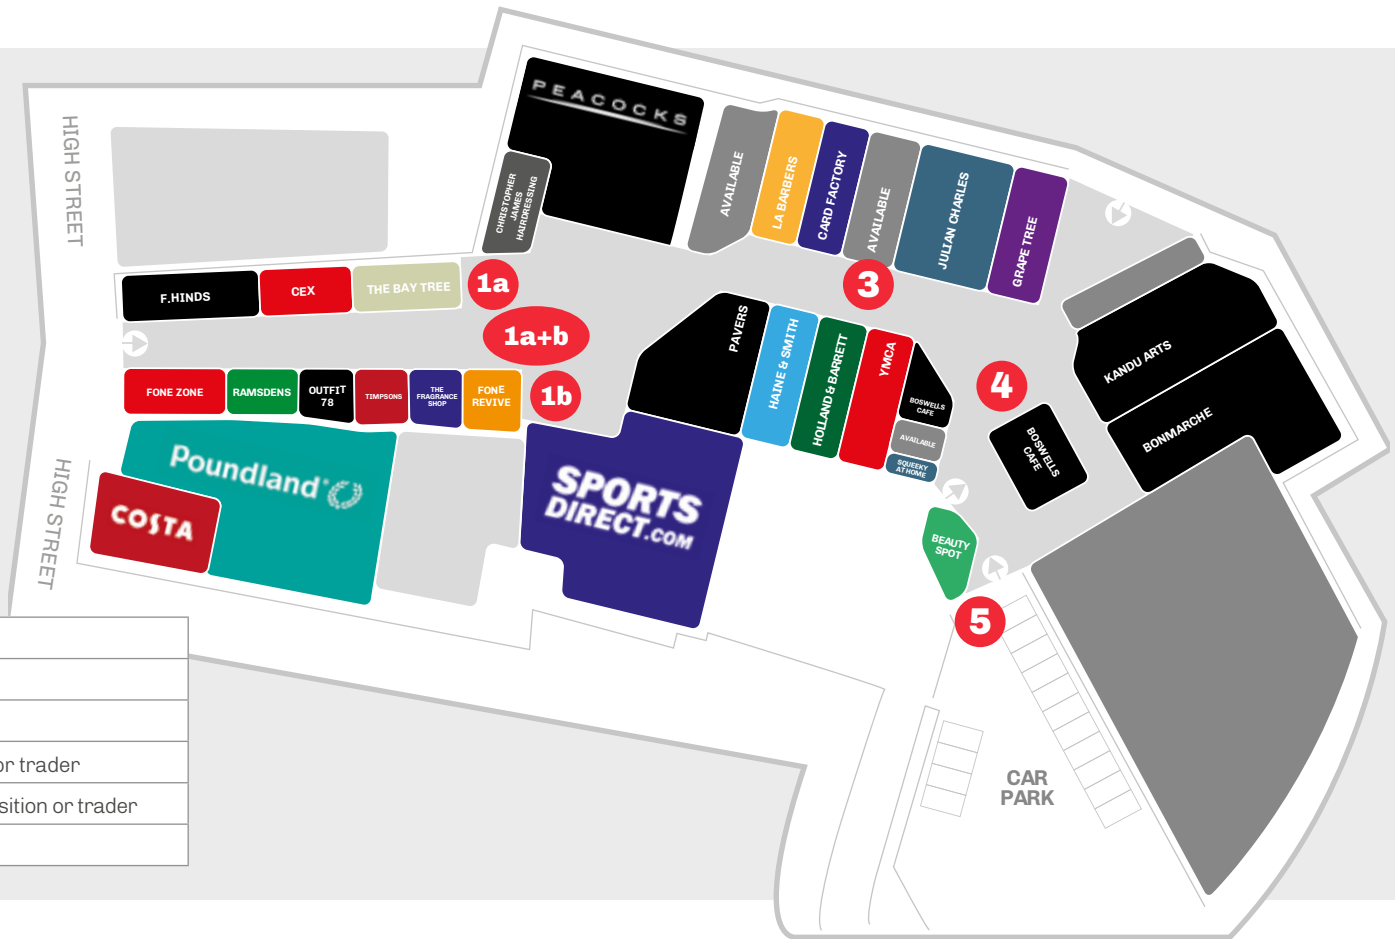 HIGH STREET
PEACOCKS
CHRISTOPHER
JAMES
HAIRDRESSING
AVAILABLE
LA BARBERS
CARD FACTORY
AVAILABLE
JULIAN CHARLES
GRAPE TREE
F.HINDS
CEX
THE BAY TREE
1a
3
1a+b
PAVERS
HAINE & SMITH
HOLLAND & BARRETT
YMCA
BOSWELLS
CAFE
AVAILABLE
SQUEEKY
AT HOME
4
KANDU ARTS
BONMARCHE
BOSWELLS
CAFE
FONE ZONE
RAMSDENS
OUTFIT
78
TIMPSONS
THE
FRAGRANCE
SHOP
FONE
REVIVE
1b
HIGH STREET
Poundland
COSTA
SPORTS
DIRECT.COM
BEAUTY
SPOT
5
or trader
sition or trader
CAR
PARK